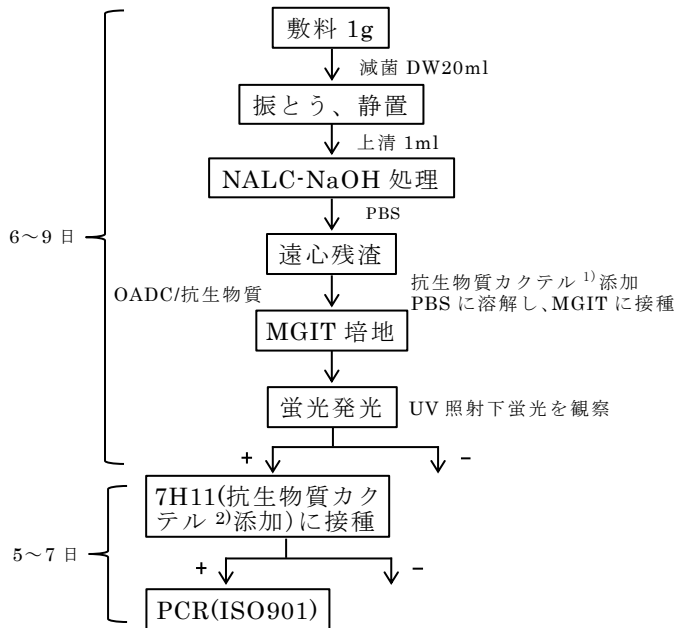 敷料 1g
減菌 DW20ml
振とう、静置
上清 1ml
NALC-NaOH 処理
PBS
6～9 日
遠心残渣
OADC/抗生物質
抗生物質カクテル 1) 添加
PBS に溶解し、MGIT に接種
MGIT 培地
蛍光発光
UV 照射下蛍光を観察
+
-
7H11(抗生物質カク
テル 2)添加)に接種
5～7 日
+
-
PCR(ISO901)